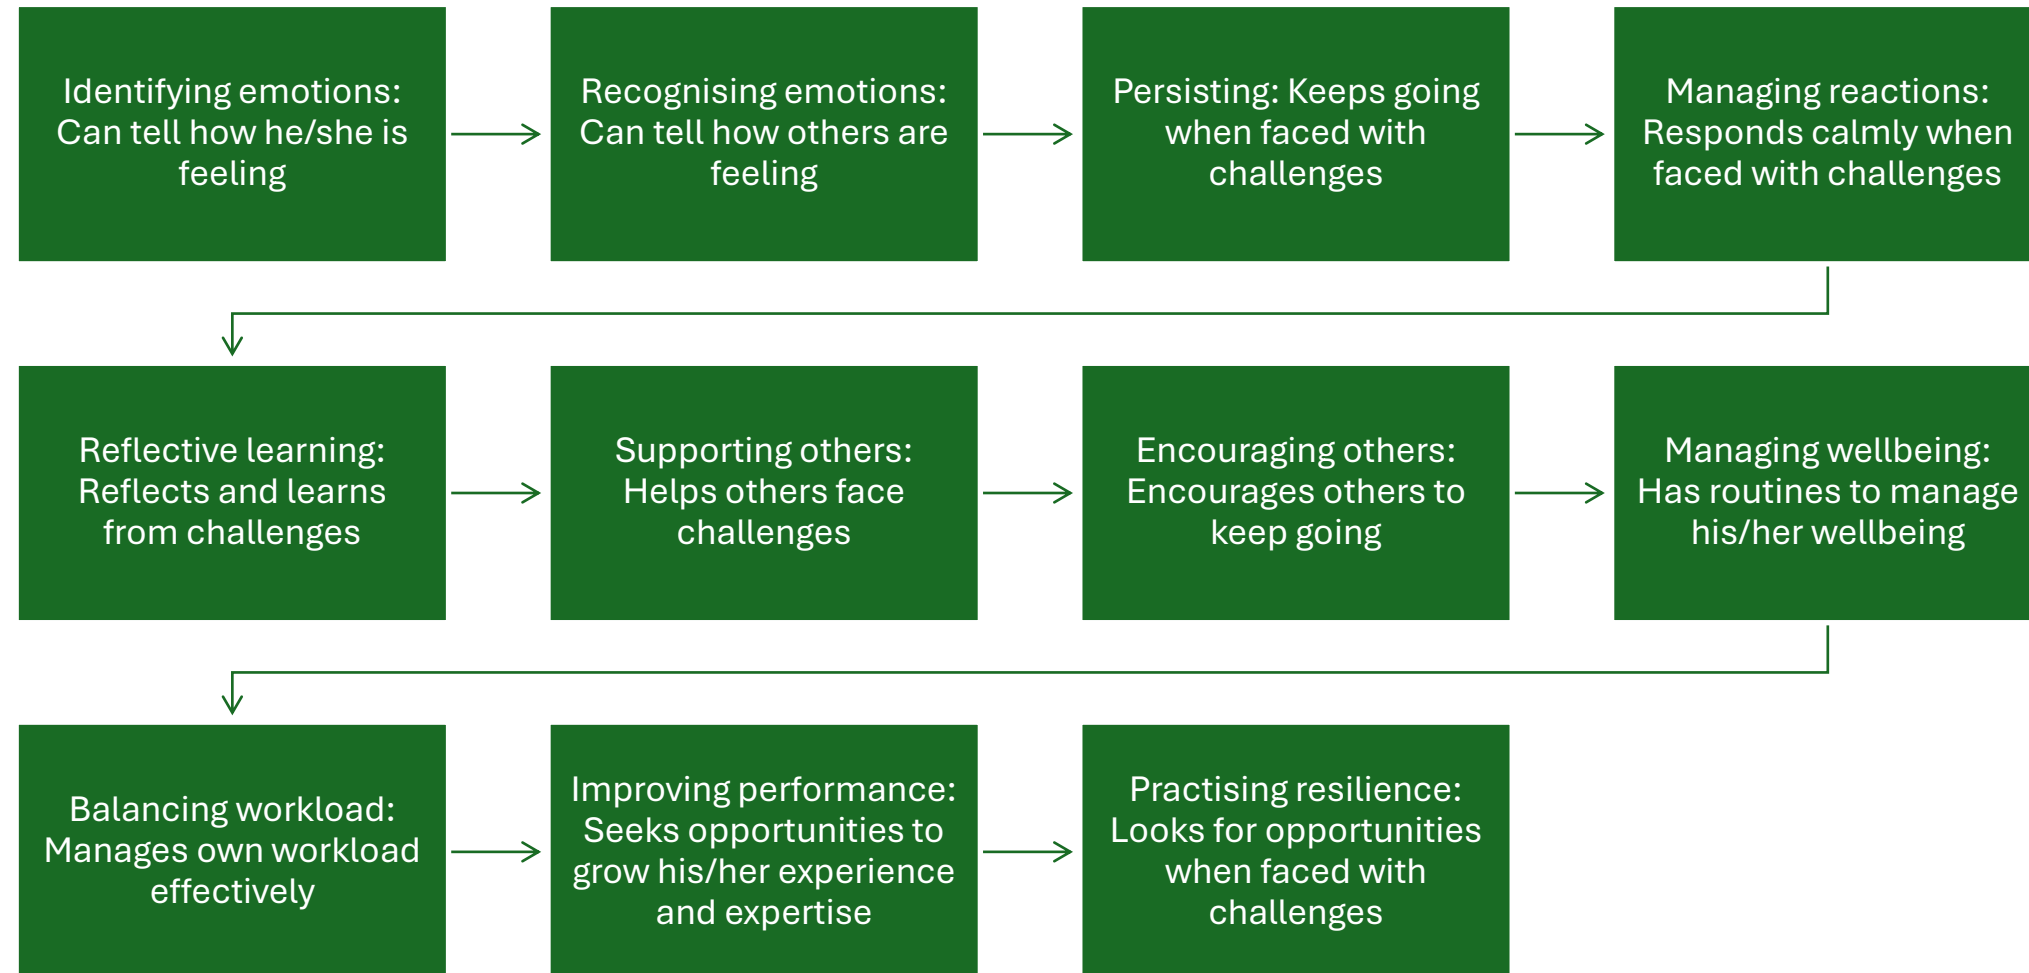 Identifying emotions:
Can tell how he/she is
feeling
Recognising emotions:
Can tell how others are
feeling
Persisting: Keeps going
when faced with
challenges
Managing reactions:
Responds calmly when
faced with challenges
Reflective learning:
Reflects and learns
from challenges
Supporting others:
Helps others face
challenges
Encouraging others:
Encourages others to
keep going
Managing wellbeing:
Has routines to manage
his/her wellbeing
Balancing workload:
Manages own workload
effectively
Improving performance:
Seeks opportunities to
grow his/her experience
and expertise
Practising resilience:
Looks for opportunities
when faced with
challenges